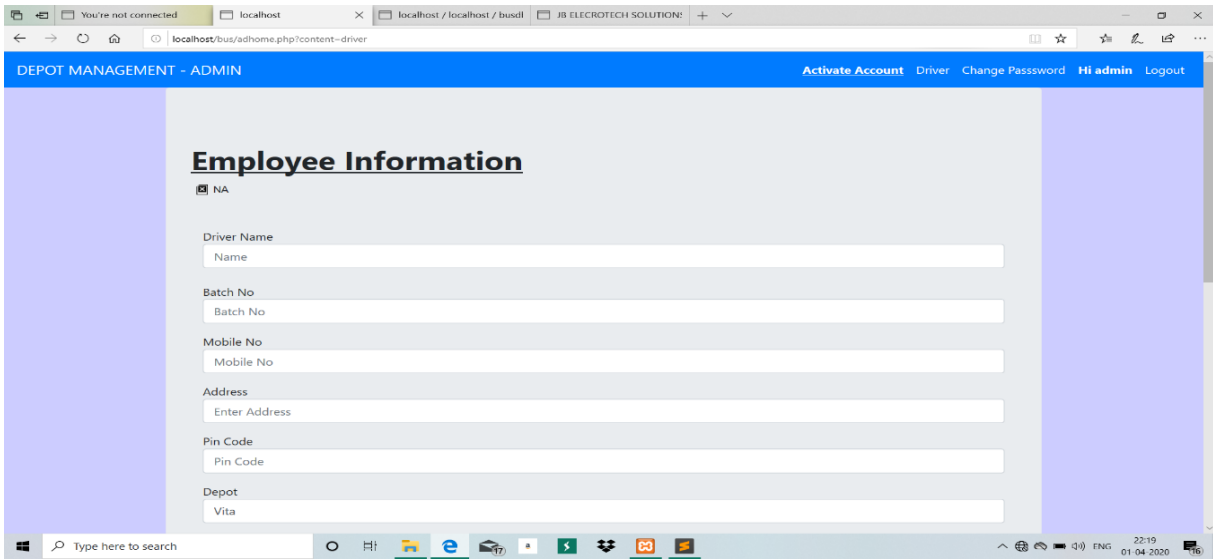 You're not connected localhost localhost / localhost / busdl JB ELECROTECH SOLUTION:
localhost/bus/adhome.php?content=driver
DEPOT MANAGEMENT - ADMIN Activate Account Driver Change Passsword Hi admin Logout
Employee Information
NA
Driver Name
Name
Batch No
Batch No
Mobile No
Mobile No
Address
Enter Address
Pin Code
Pin Code
Depot
Vita
Type here to search 17 a S ENG 22:19
01-04-2020 16